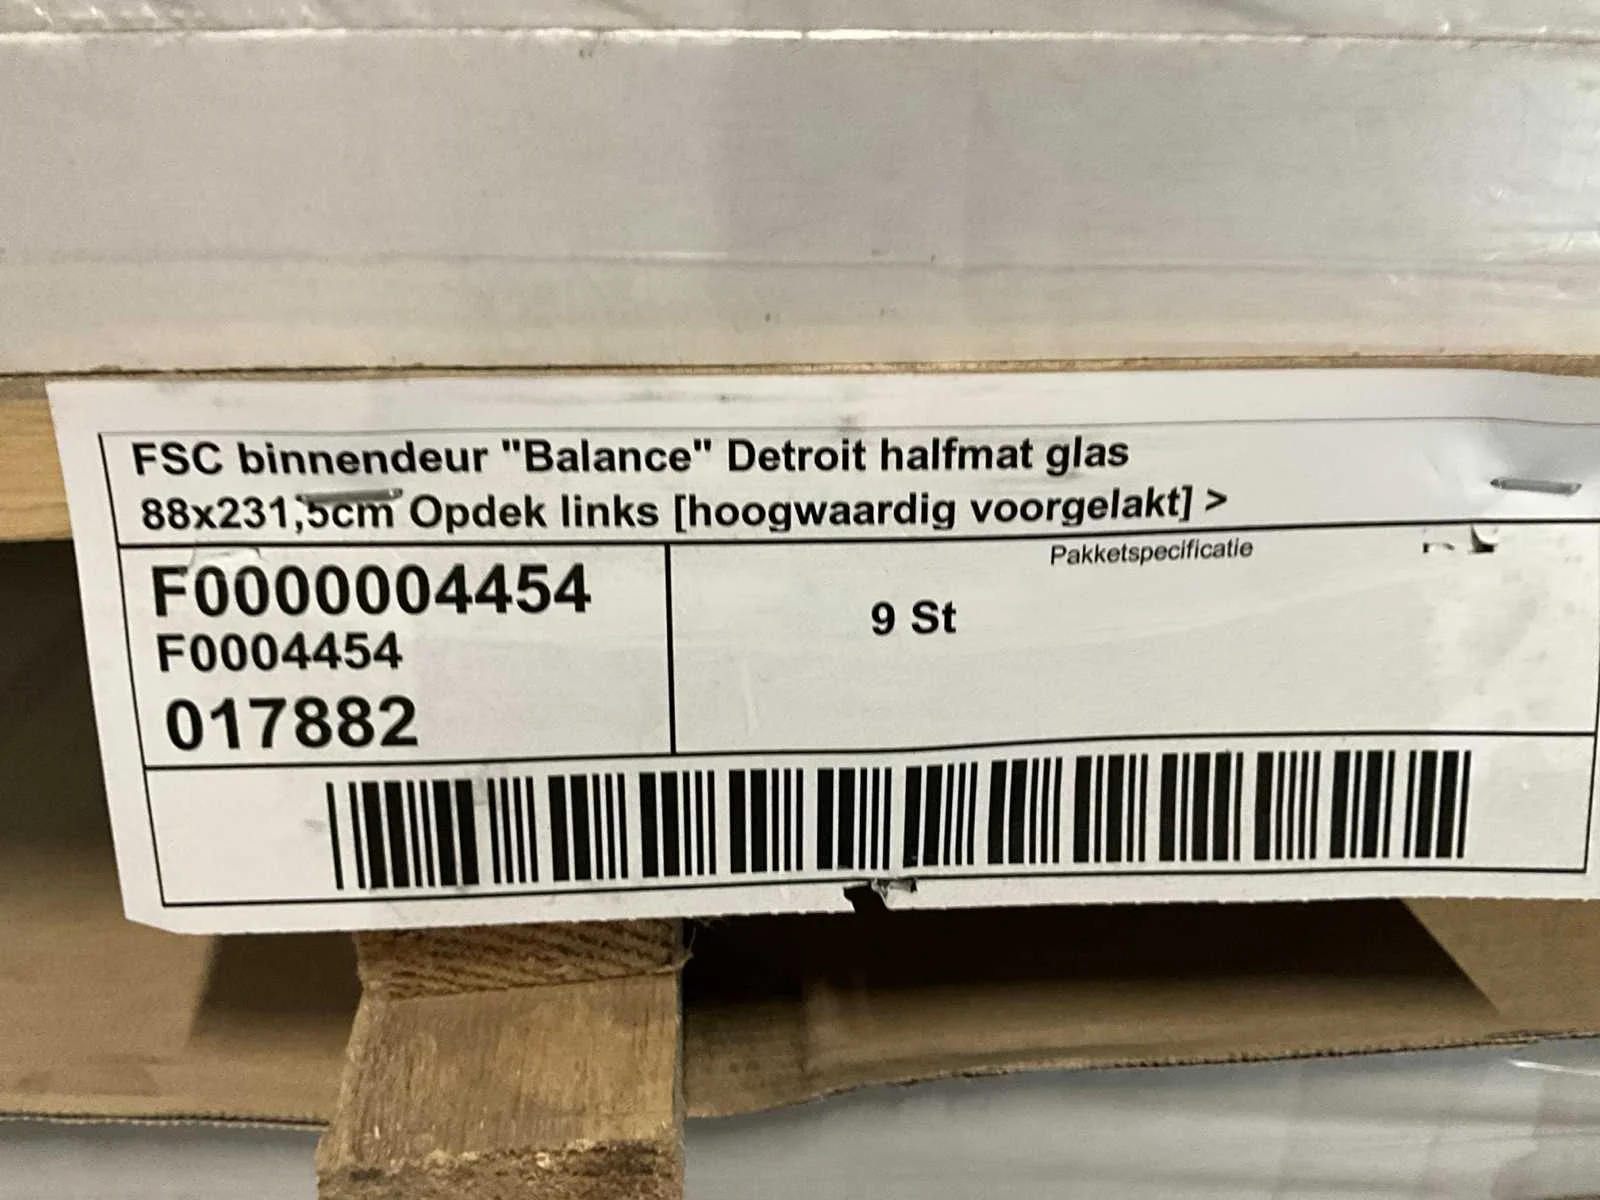 FSC binnendeur "Balance" Detroit halfmat glas
88x231,5cm Opdek links [hoogwaardig voorgelakt] >
F0000004454
F0004454
017882
Pakketspecificatie
9 St